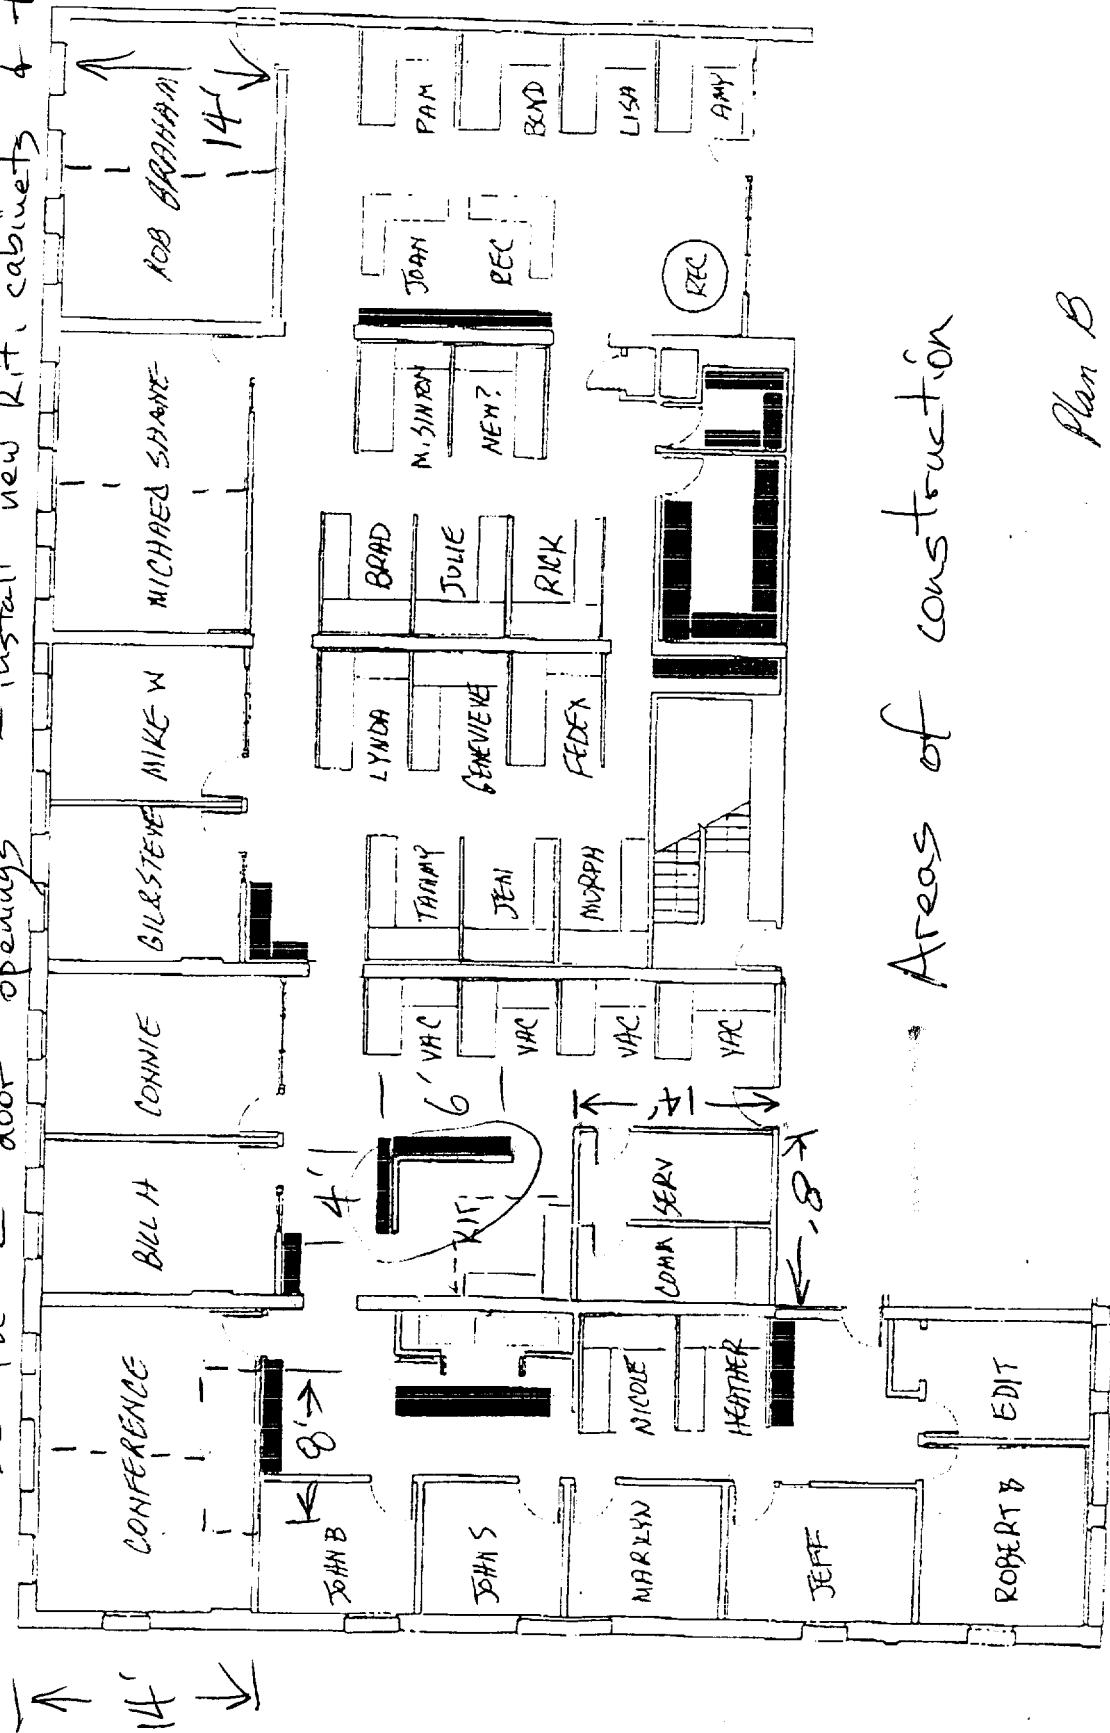 door openings - install new kit. cabinets & t
14'
CONFERENCE
BILL H
CONNIE
GIL&STEVE
MIKE W
MICHAEL SHANE
ROB BRAHAM
14'
JOHN B
8'
4'
6'
JOHN S
KIT.
VAC
VAC
VAC
VAC
TAMMY
JEN
MURPH
LYNDA
GENEVIEVE
FEDEX
BRAD
JULIE
RICK
M. SINTON
NEW?
JOAN
REC
PAM
LISA
AMY
REC
MARILYN
NICOLE
HEATHER
COMM
SERV
14'
8'
JEFF
ROBERT B
EDIT
Areas of construction
Plan B